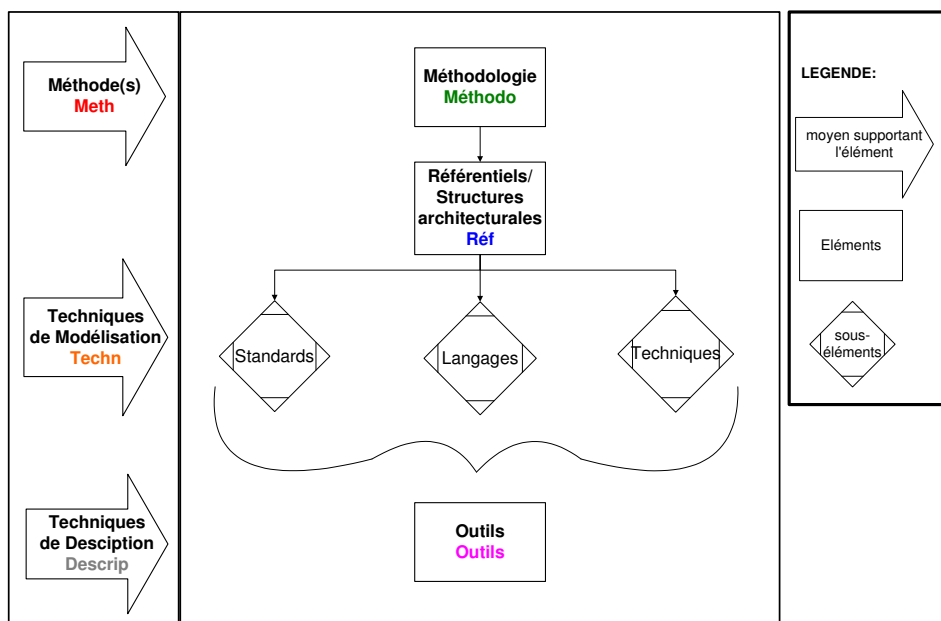 Méthode(s)
Meth
Techniques
de Modélisation
Techn
Techniques
de Desciption
Descrip
Méthodologie
Méthodo
Référentiels/
Structures
architecturales
Réf
Standards
Langages
Techniques
Outils
Outils
LEGENDE:
moyen supportant
l'élément
Eléments
sous-
éléments